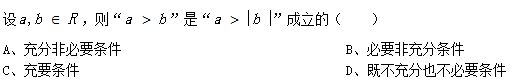 设a,b ∈ R，则“a > b”是“a > |b|”成立的（　　）
A、充分非必要条件　　B、必要非充分条件
C、充要条件　　D、既不充分也不必要条件